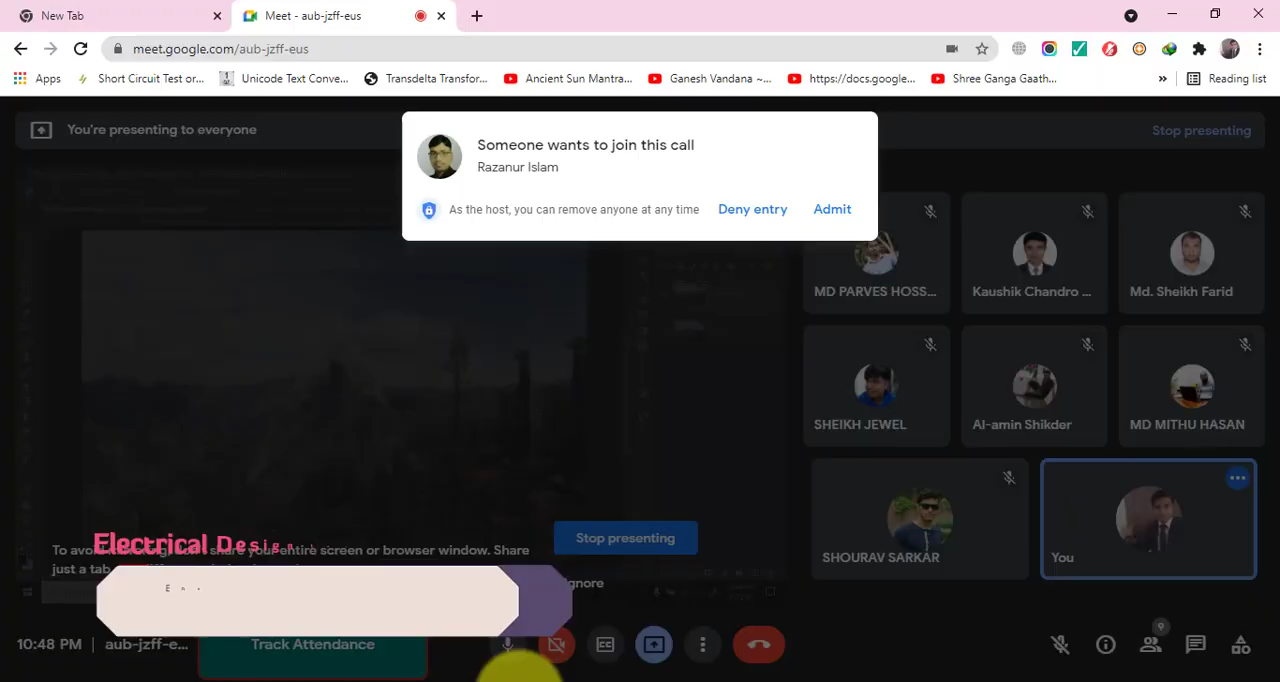 New Tab
Meet - aub-jzff-eus
meet.google.com/aub-jzff-eus
Apps
Short Circuit Test or...
Unicode Text Conve...
Transdelta Transfor...
Ancient Sun Mantra...
Ganesh Vandana ~...
https://docs.google...
Shree Ganga Gaath...
»
Reading list
You're presenting to everyone
Stop presenting
Someone wants to join this call
Razanur Islam
As the host, you can remove anyone at any time
Deny entry
Admit
MD PARVES HOSS...
Kaushik Chandro ...
Md. Sheikh Farid
SHEIKH JEWEL
Al-amin Shikder
MD MITHU HASAN
SHOURAV SARKAR
You
Electrical Design
share your entire screen or browser window. Share
just a tab
Stop presenting
10:48 PM
aub-jzff-e...
Track Attendance
CC
9